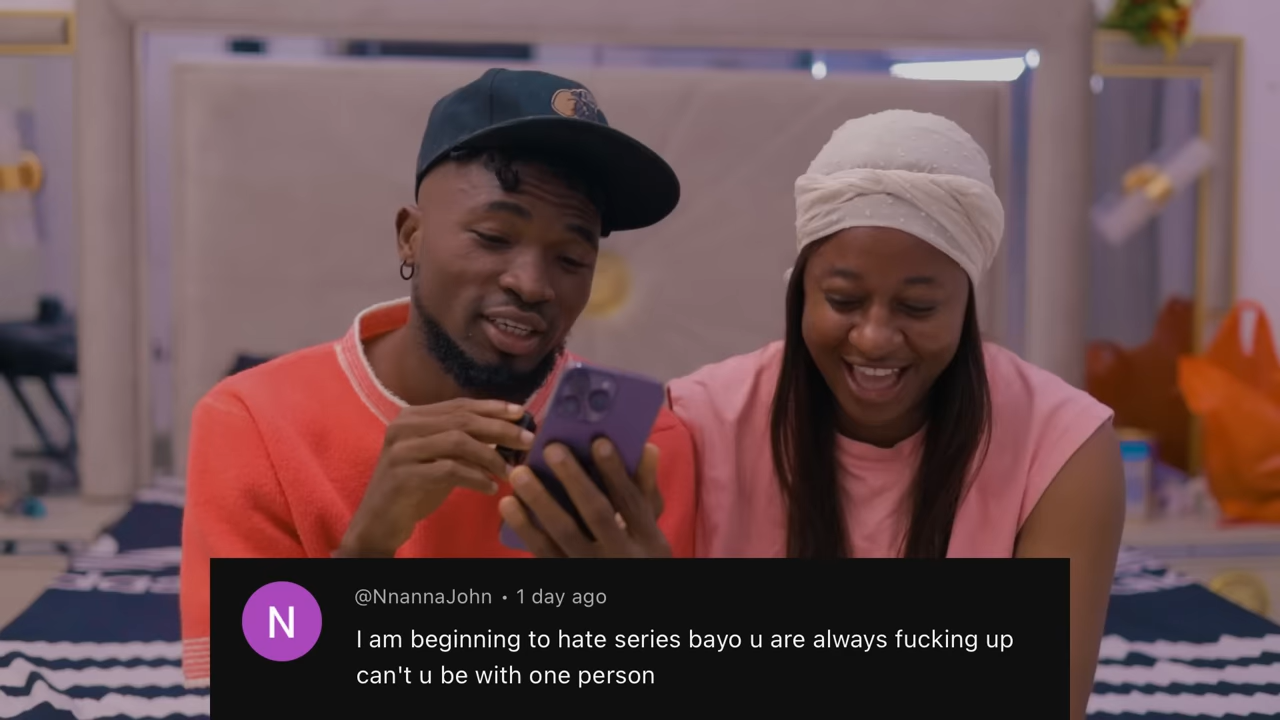 N
@NnannaJohn • 1 day ago
I am beginning to hate series bayo u are always fucking up
can't u be with one person